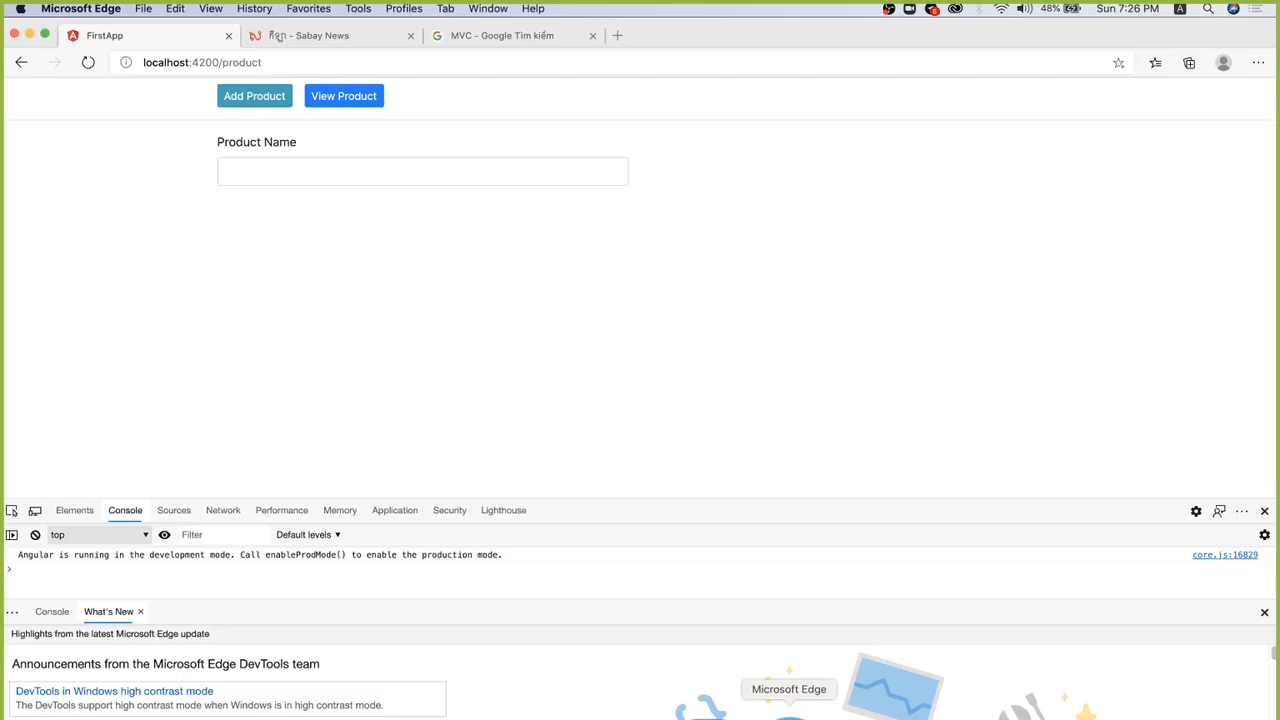 Microsoft Edge File Edit View History Favorites Tools Profiles Tab Window Help 6 48% Sun 7:26 PM A
FirstApp កីឡា - Sabay News MVC - Google Tìm kiếm
localhost:4200/product
Add Product View Product
Product Name
Elements Console Sources Network Performance Memory Application Security Lighthouse
top Filter Default levels
Angular is running in the development mode. Call enableProdMode() to enable the production mode. core.js:16829
Console What's New
Highlights from the latest Microsoft Edge update
Announcements from the Microsoft Edge DevTools team
DevTools in Windows high contrast mode
The DevTools support high contrast mode when Windows is in high contrast mode.
Microsoft Edge